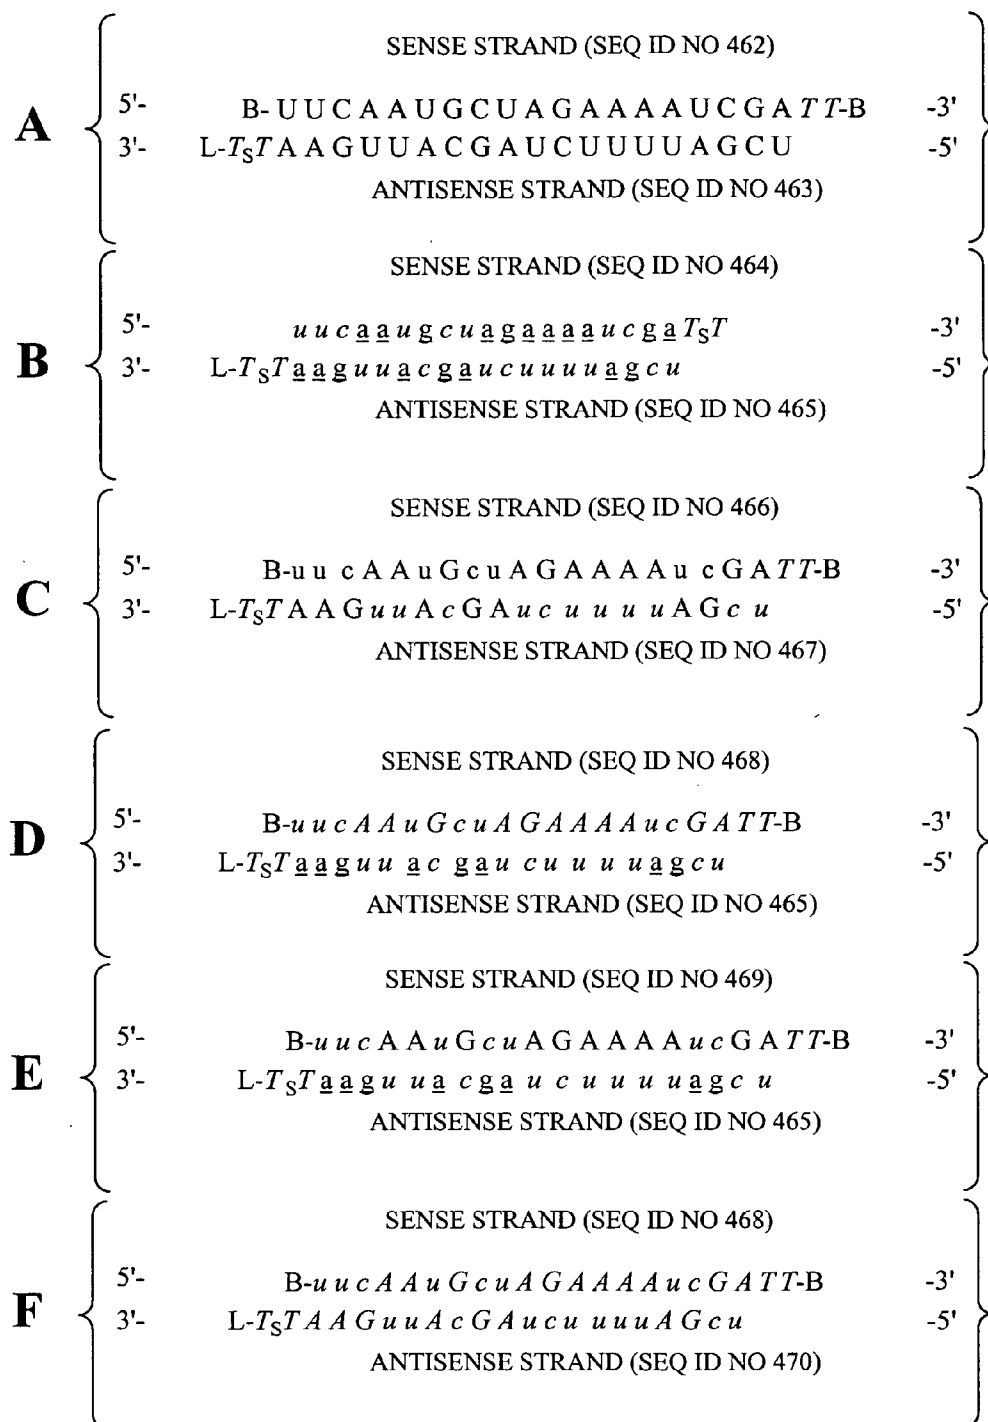 SENSE STRAND (SEQ ID NO 462)
A
5'- B-UUCAAUGCUAGAAAAUCGATT-B -3'
3'- L-TSTAAGUUACGAUCUUUUAGCU -5'
ANTISENSE STRAND (SEQ ID NO 463)
SENSE STRAND (SEQ ID NO 464)
B
5'- uucaaugcuagaaaaucgaTST -3'
3'- L-TSTaaguuacgaucuuuuagcu -5'
ANTISENSE STRAND (SEQ ID NO 465)
SENSE STRAND (SEQ ID NO 466)
C
5'- B-uucAAuGcuAGAAAAucGATT-B -3'
3'- L-TSTAAGuuAcGAucuuuuAGcu -5'
ANTISENSE STRAND (SEQ ID NO 467)
SENSE STRAND (SEQ ID NO 468)
D
5'- B-uucAAuGcuAGAAAAucGATT-B -3'
3'- L-TSTaaguuacgaucuuuuagcu -5'
ANTISENSE STRAND (SEQ ID NO 465)
SENSE STRAND (SEQ ID NO 469)
E
5'- B-uucAAuGcuAGAAAAucGATT-B -3'
3'- L-TSTaaguuacgaucuuuuagcu -5'
ANTISENSE STRAND (SEQ ID NO 465)
SENSE STRAND (SEQ ID NO 468)
F
5'- B-uucAAuGcuAGAAAAucGATT-B -3'
3'- L-TSTAAGuuAcGAucuuuuAGcu -5'
ANTISENSE STRAND (SEQ ID NO 470)